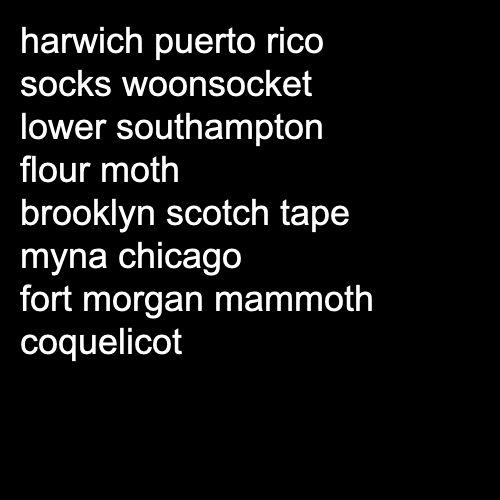 harwich puerto rico
socks woonsocket
lower southampton
flour moth
brooklyn scotch tape
myna chicago
fort morgan mammoth
coquelicot